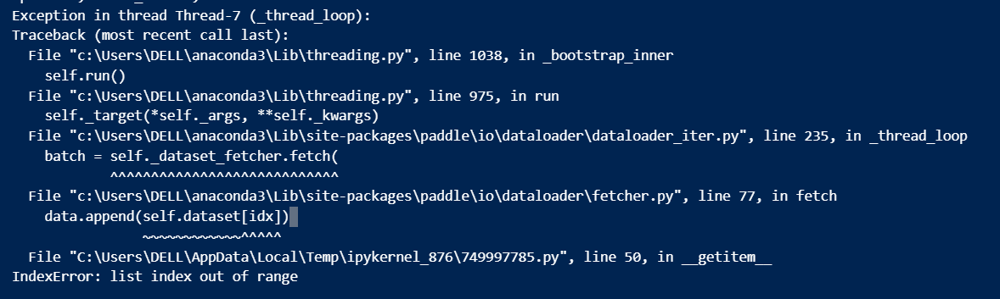 Exception in thread Thread-7 (_thread_loop):
Traceback (most recent call last):
  File "c:\Users\DELL\anaconda3\Lib\threading.py", line 1038, in _bootstrap_inner
    self.run()
  File "c:\Users\DELL\anaconda3\Lib\threading.py", line 975, in run
    self._target(*self._args, **self._kwargs)
  File "c:\Users\DELL\anaconda3\Lib\site-packages\paddle\io\dataloader\dataloader_iter.py", line 235, in _thread_loop
    batch = self._dataset_fetcher.fetch(
            ^^^^^^^^^^^^^^^^^^^^^^^^^^^^
  File "c:\Users\DELL\anaconda3\Lib\site-packages\paddle\io\dataloader\fetcher.py", line 77, in fetch
    data.append(self.dataset[idx])
                ~~~~~~~~~~~~^^^^^
  File "C:\Users\DELL\AppData\Local\Temp\ipykernel_876\749997785.py", line 50, in __getitem__
IndexError: list index out of range